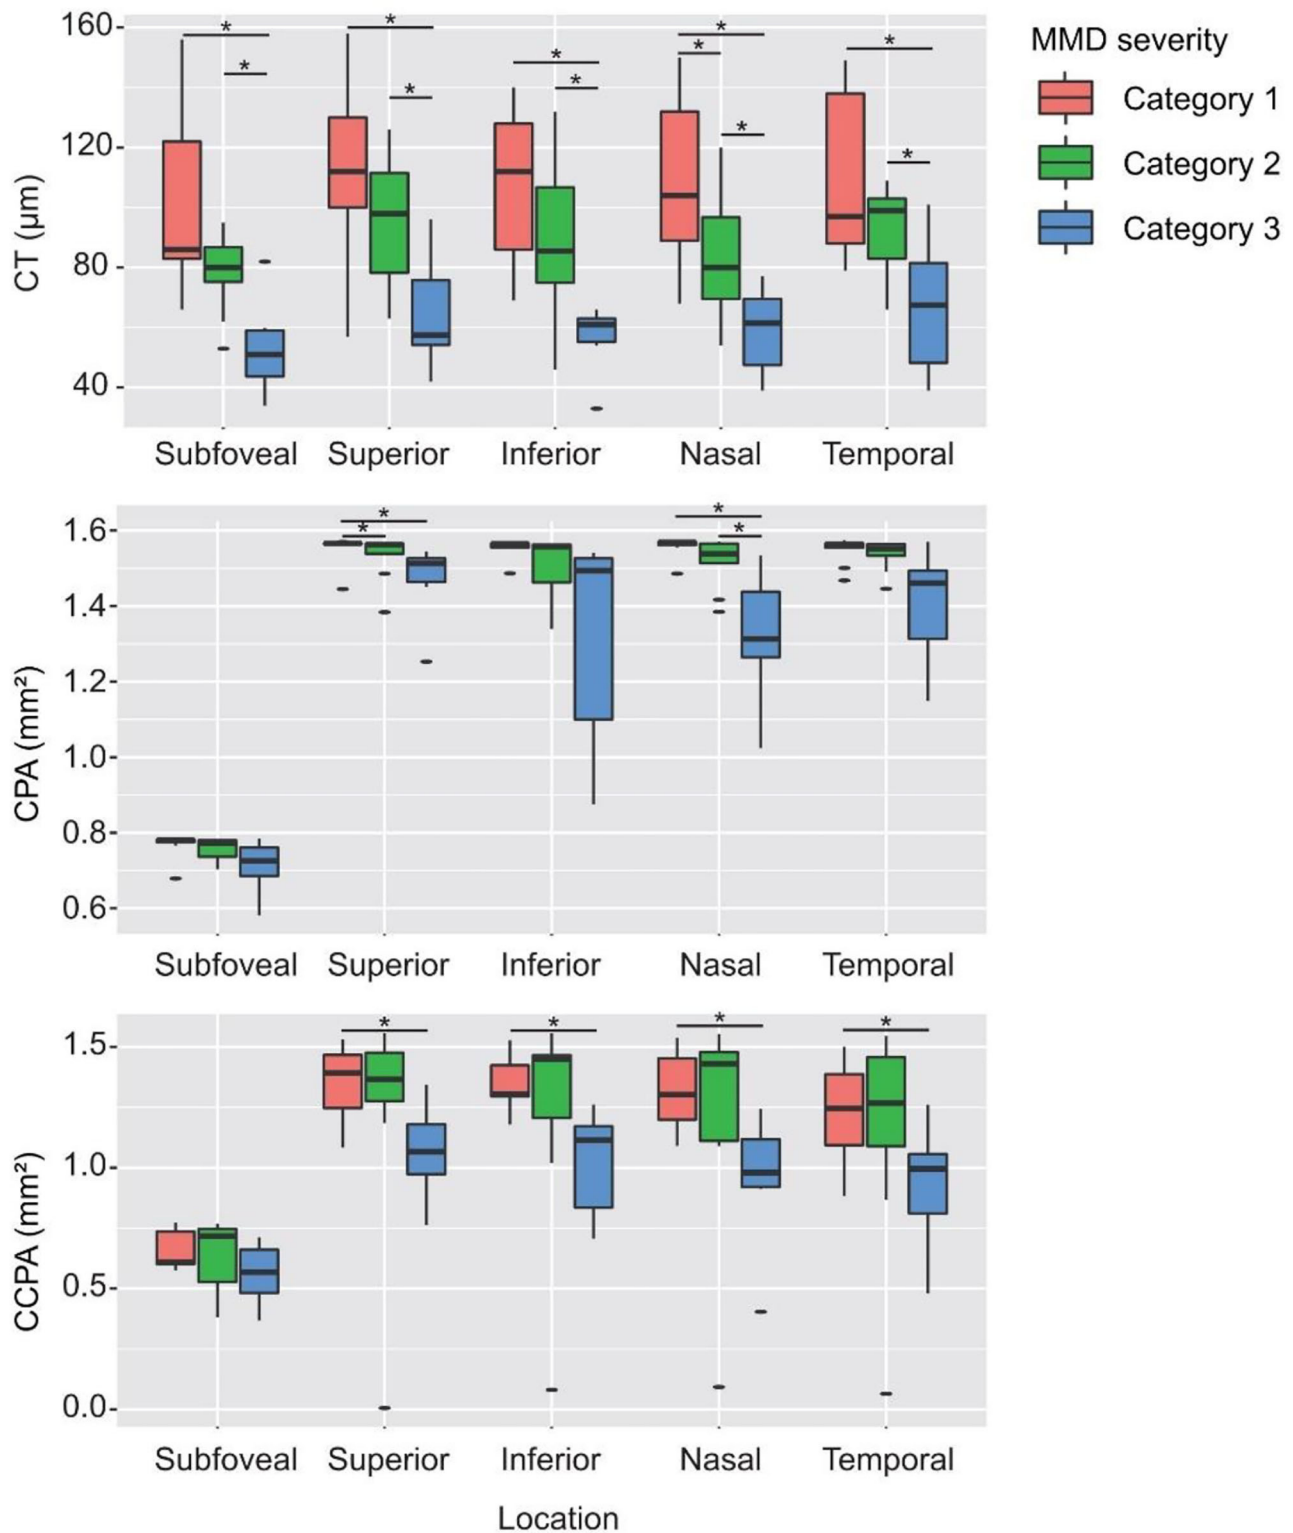 MMD severity
Category 1
Category 2
Category 3
CT (µm)
160
120
80
40
* * * * * * * * * * *
Subfoveal Superior Inferior Nasal Temporal
CPA (mm²)
1.6
1.4
1.2
1.0
0.8
0.6
* * * *
Subfoveal Superior Inferior Nasal Temporal
CCPA (mm²)
1.5
1.0
0.5
0.0
* * * *
Subfoveal Superior Inferior Nasal Temporal
Location